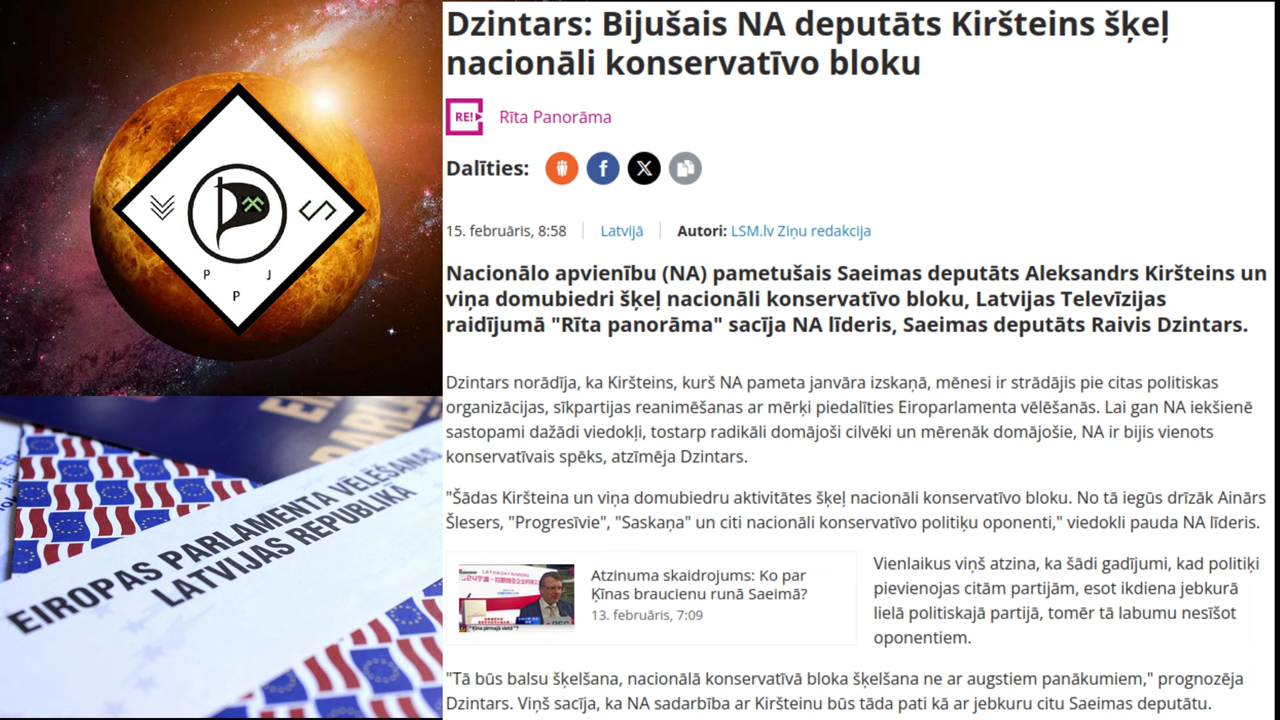 Dzintars: Bijušais NA deputāts Kiršteins šķeļ
nacionāli konservatīvo bloku
RE!
Rīta Panorāma
Dalīties:
15. februāris, 8:58
Latvijā
Autori: LSM.lv Ziņu redakcija
Nacionālo apvienību (NA) pametušais Saeimas deputāts Aleksandrs Kiršteins un
viņa domubiedri šķeļ nacionāli konservatīvo bloku, Latvijas Televīzijas
raidījumā "Rīta panorāma" sacīja NA līderis, Saeimas deputāts Raivis Dzintars.
Dzintars norādīja, ka Kiršteins, kurš NA pameta janvāra izskaņā, mēnesi ir strādājis pie citas politiskas
organizācijas, sīkpartijas reanimēšanas ar mērķi piedalīties Eiroparlamenta vēlēšanās. Lai gan NA iekšienē
sastopami dažādi viedokļi, tostarp radikāli domājoši cilvēki un mērenāk domājošie, NA ir bijis vienots
konservatīvais spēks, atzīmēja Dzintars.
"Šādas Kiršteina un viņa domubiedru aktivitātes šķeļ nacionāli konservatīvo bloku. No tā iegūs drīzāk Ainārs
Šlesers, "Progresīvie", "Saskaņa" un citi nacionāli konservatīvo politiķu oponenti," viedokli pauda NA līderis.
Atzinuma skaidrojums: Ko par
Ķīnas braucienu runā Saeimā?
13. februāris, 7:09
Vienlaikus viņš atzina, ka šādi gadījumi, kad politiķi
pievienojas citām partijām, esot ikdiena jebkurā
lielā politiskajā partijā, tomēr tā labumu nesīšot
oponentiem.
"Tā būs balsu šķelšana, nacionālā konservatīvā bloka šķelšana ne ar augstiem panākumiem," prognozēja
Dzintars. Viņš sacīja, ka NA sadarbība ar Kiršteinu būs tāda pati kā ar jebkuru citu Saeimas deputātu.
P
J
P
EIROPAS PARLAMENTA VĒLĒŠANAS
LATVIJAS REPUBLIKĀ